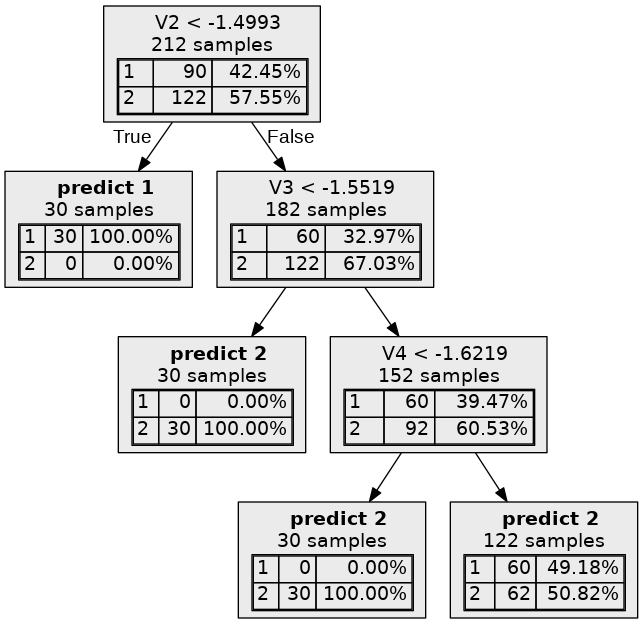 V2 < -1.4993
212 samples
1 90 42.45%
2 122 57.55%
True
False
predict 1
30 samples
1 30 100.00%
2 0 0.00%
V3 < -1.5519
182 samples
1 60 32.97%
2 122 67.03%
predict 2
30 samples
1 0 0.00%
2 30 100.00%
V4 < -1.6219
152 samples
1 60 39.47%
2 92 60.53%
predict 2
30 samples
1 0 0.00%
2 30 100.00%
predict 2
122 samples
1 60 49.18%
2 62 50.82%